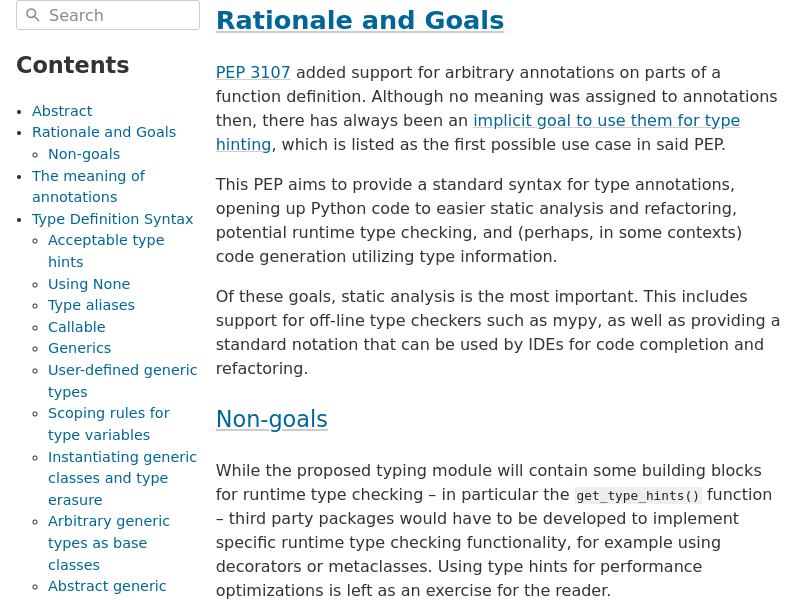 Search
Contents
Abstract
Rationale and Goals
Non-goals
The meaning of
annotations
Type Definition Syntax
Acceptable type
hints
Using None
Type aliases
Callable
Generics
User-defined generic
types
Scoping rules for
type variables
Instantiating generic
classes and type
erasure
Arbitrary generic
types as base
classes
Abstract generic
Rationale and Goals
PEP 3107 added support for arbitrary annotations on parts of a
function definition. Although no meaning was assigned to annotations
then, there has always been an implicit goal to use them for type
hinting, which is listed as the first possible use case in said PEP.
This PEP aims to provide a standard syntax for type annotations,
opening up Python code to easier static analysis and refactoring,
potential runtime type checking, and (perhaps, in some contexts)
code generation utilizing type information.
Of these goals, static analysis is the most important. This includes
support for off-line type checkers such as mypy, as well as providing a
standard notation that can be used by IDEs for code completion and
refactoring.
Non-goals
While the proposed typing module will contain some building blocks
for runtime type checking – in particular the get_type_hints() function
– third party packages would have to be developed to implement
specific runtime type checking functionality, for example using
decorators or metaclasses. Using type hints for performance
optimizations is left as an exercise for the reader.